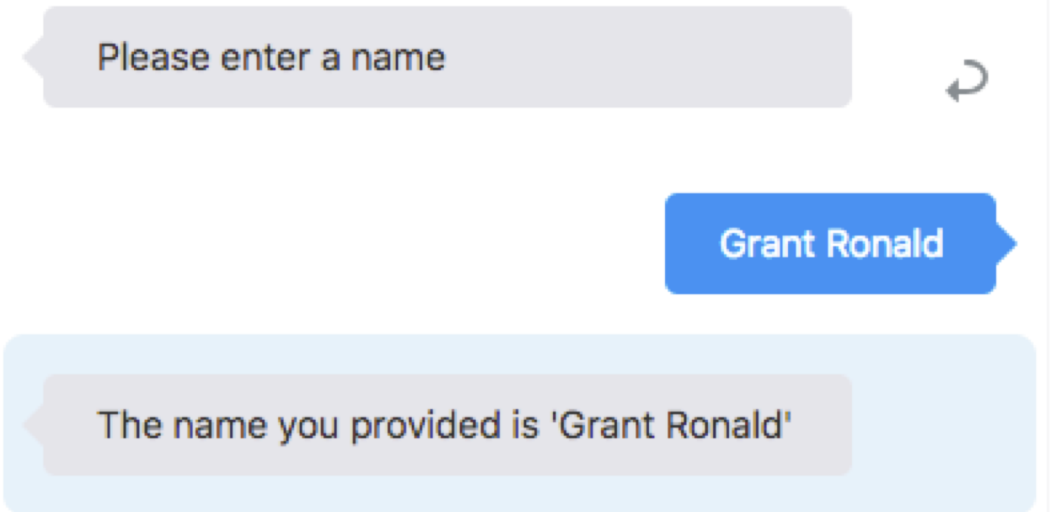 Please enter a name
Grant Ronald
The name you provided is 'Grant Ronald'